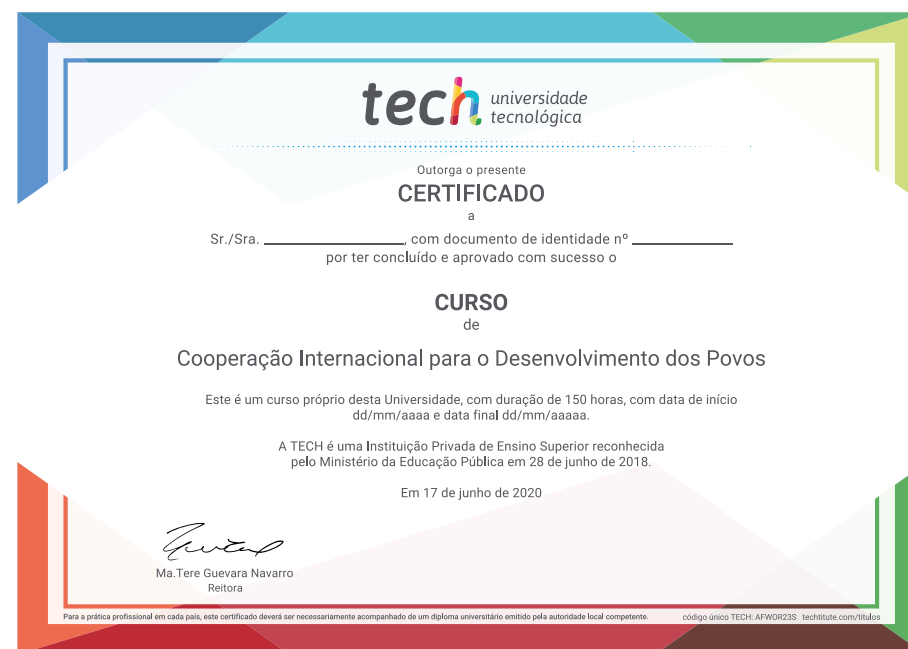 tech universidade
tecnológica
Outorga o presente
CERTIFICADO
a
Sr./Sra. ________________, com documento de identidade nº ____________
por ter concluído e aprovado com sucesso o
CURSO
de
Cooperação Internacional para o Desenvolvimento dos Povos
Este é um curso próprio desta Universidade, com duração de 150 horas, com data de início
dd/mm/aaaa e data final dd/mm/aaaaa.
A TECH é uma Instituição Privada de Ensino Superior reconhecida
pelo Ministério da Educação Pública em 28 de junho de 2018.
Em 17 de junho de 2020
Ma.Tere Guevara Navarro
Reitora
Para a prática profissional em cada país, este certificado deverá ser necessariamente acompanhado de um diploma universitário emitido pela autoridade local competente. código único TECH: AFWOR23S techtitute.com/titulos